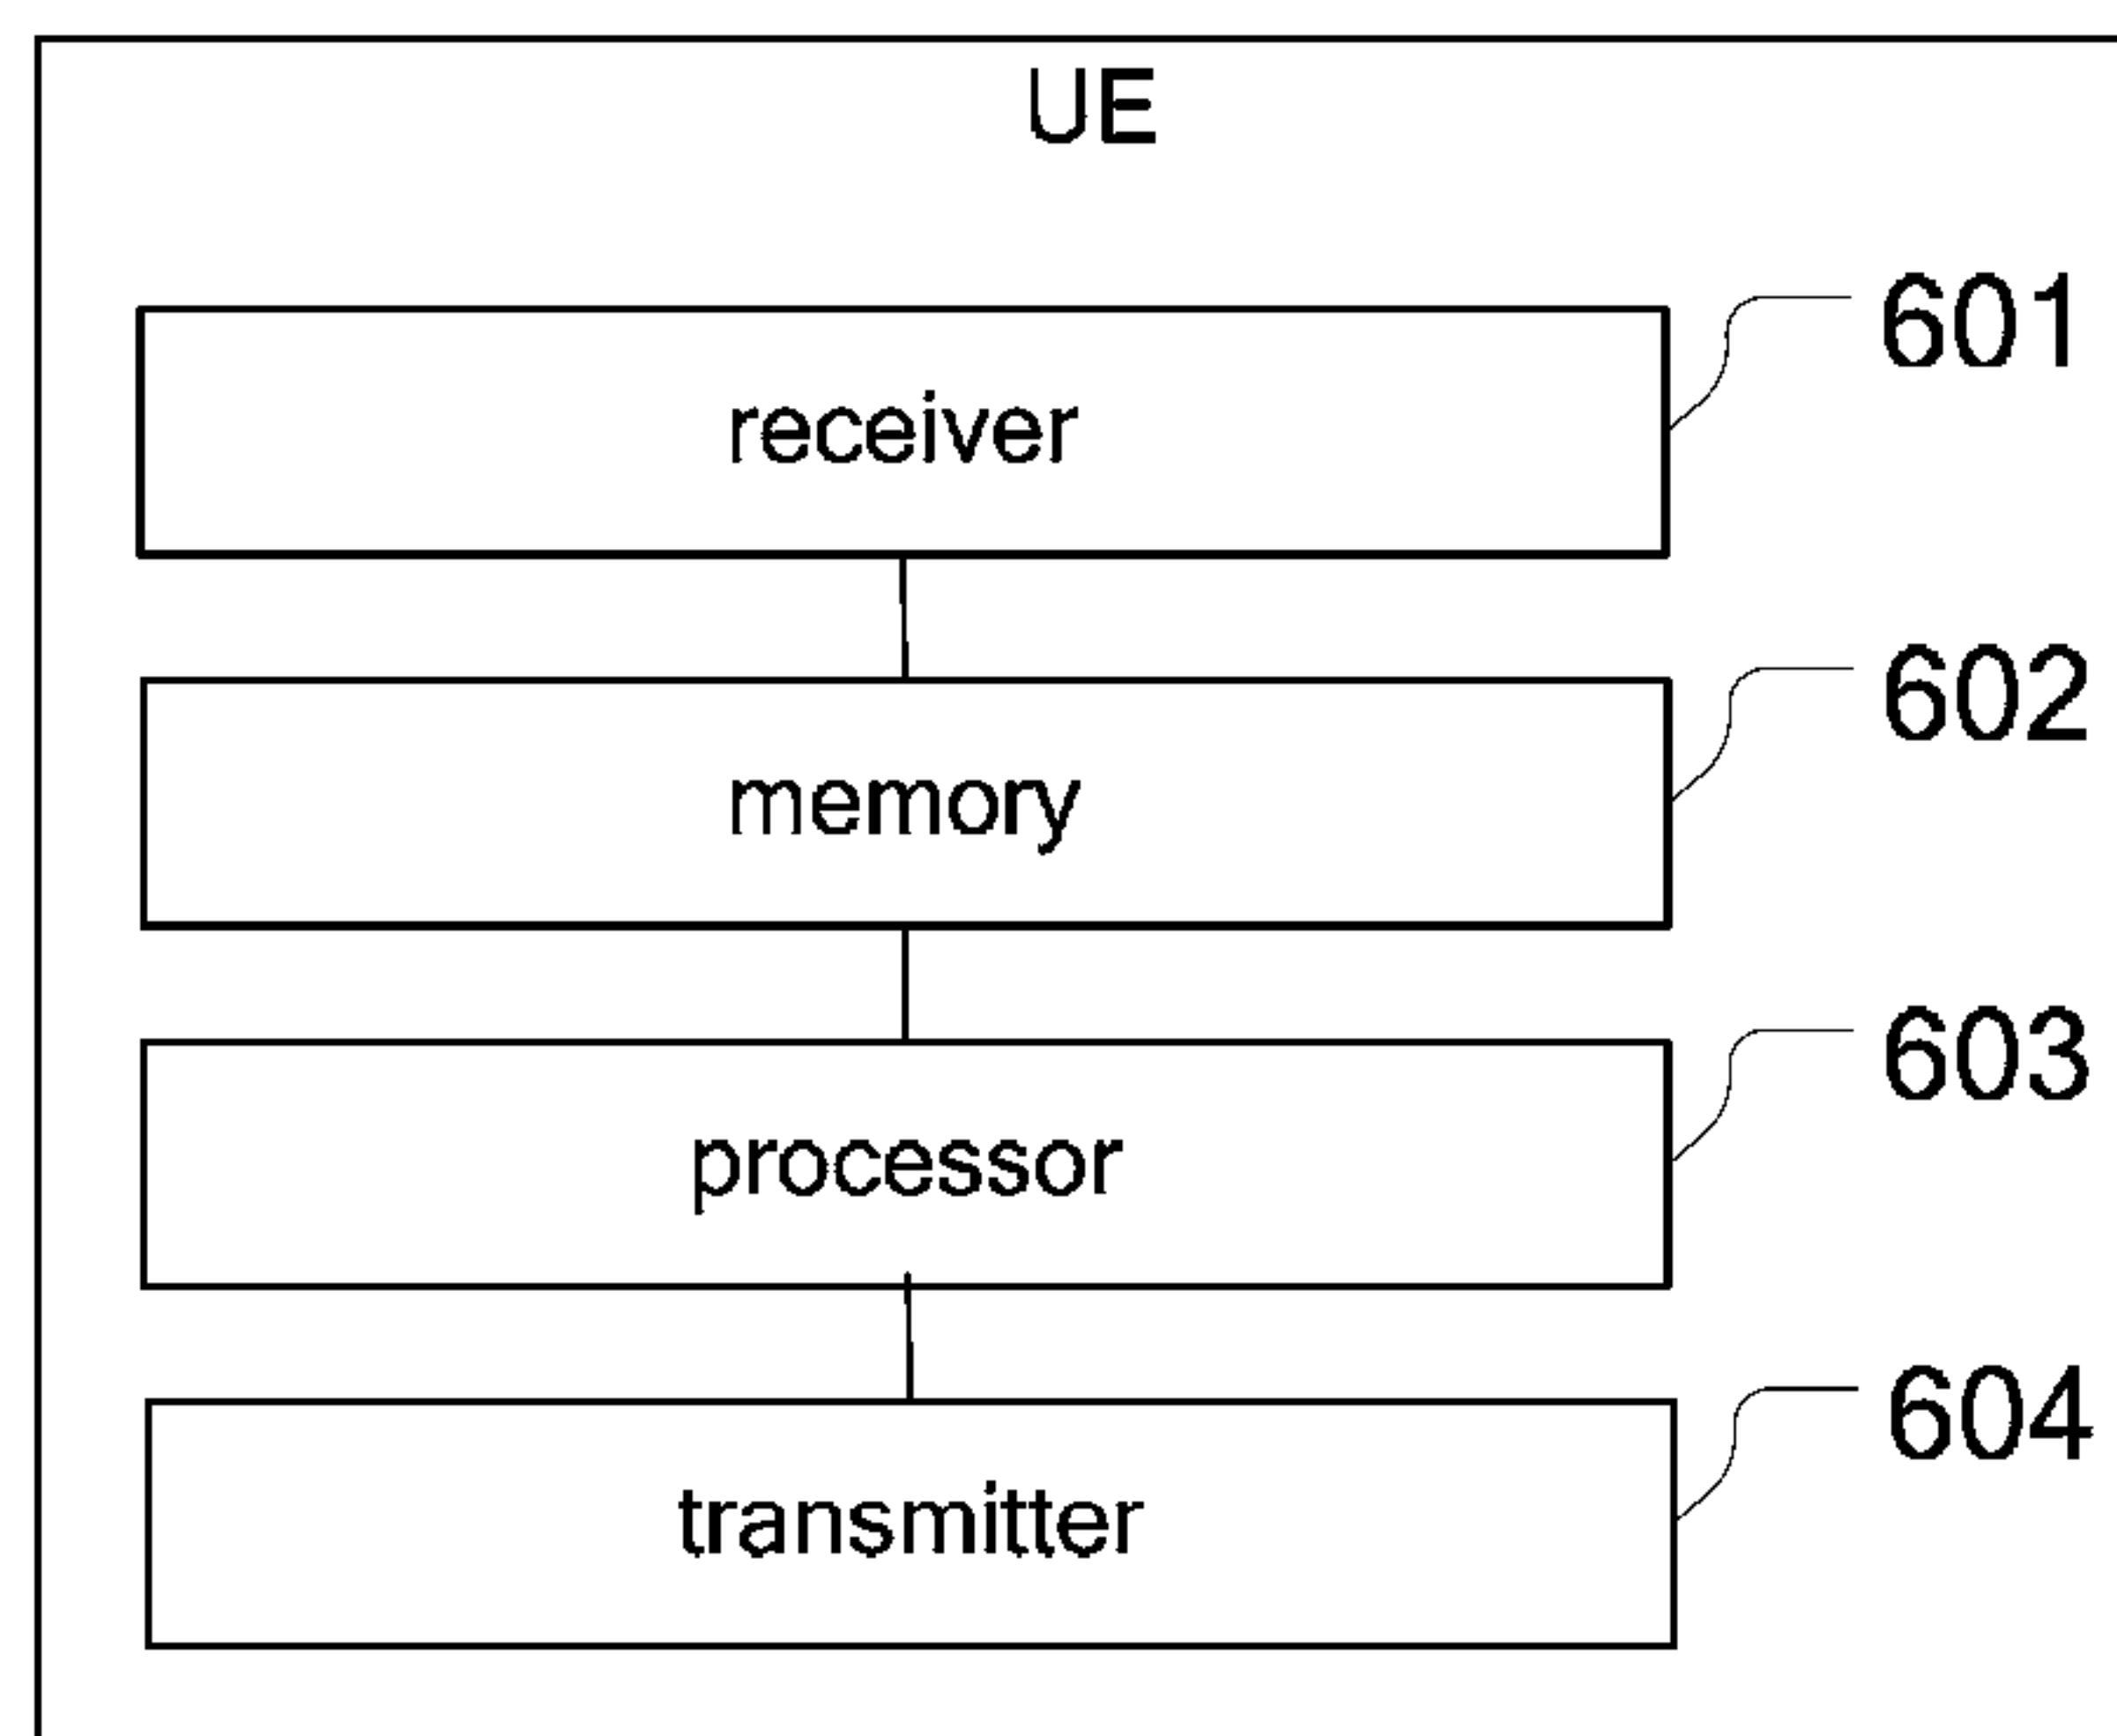 UE
receiver 601
memory 602
processor 603
transmitter 604